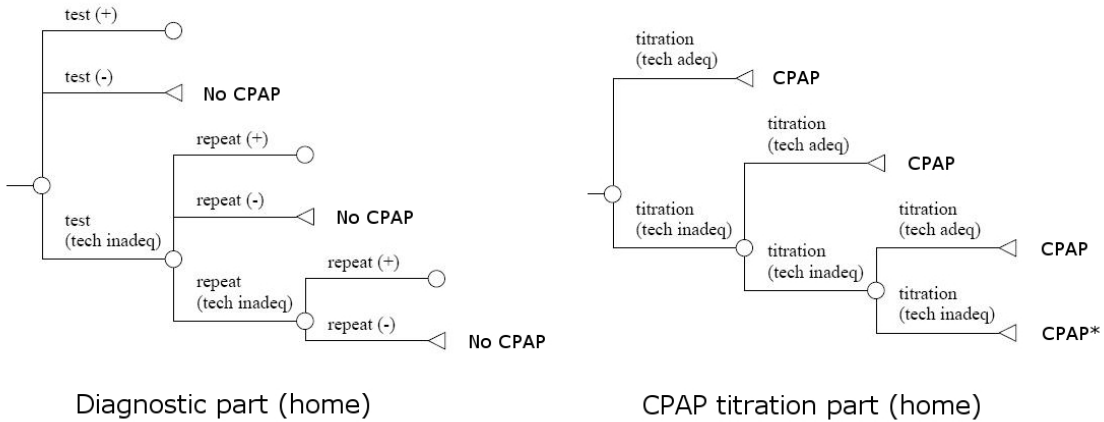 test (+)
test (-)
No CPAP
repeat (+)
repeat (-)
No CPAP
test
(tech inadeq)
repeat
(tech inadeq)
repeat (+)
repeat (-)
No CPAP
Diagnostic part (home)
titration
(tech adeq)
CPAP
titration
(tech adeq)
CPAP
titration
(tech inadeq)
titration
(tech adeq)
CPAP
titration
(tech inadeq)
titration
(tech inadeq)
CPAP*
CPAP titration part (home)